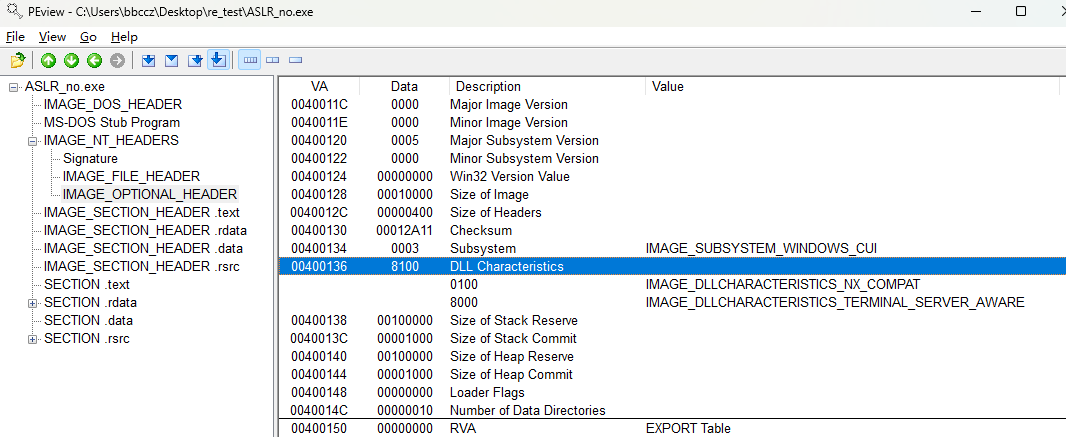 PEview - C:\Users\bbccz\Desktop\re_test\ASLR_no.exe
File View Go Help
ASLR_no.exe
IMAGE_DOS_HEADER
MS-DOS Stub Program
IMAGE_NT_HEADERS
Signature
IMAGE_FILE_HEADER
IMAGE_OPTIONAL_HEADER
IMAGE_SECTION_HEADER .text
IMAGE_SECTION_HEADER .rdata
IMAGE_SECTION_HEADER .data
IMAGE_SECTION_HEADER .rsrc
SECTION .text
SECTION .rdata
SECTION .data
SECTION .rsrc
VA Data Description Value
0040011C 0000 Major Image Version
0040011E 0000 Minor Image Version
00400120 0005 Major Subsystem Version
00400122 0000 Minor Subsystem Version
00400124 00000000 Win32 Version Value
00400128 00010000 Size of Image
0040012C 00000400 Size of Headers
00400130 00012A11 Checksum
00400134 0003 Subsystem IMAGE_SUBSYSTEM_WINDOWS_CUI
00400136 8100 DLL Characteristics
0100 IMAGE_DLLCHARACTERISTICS_NX_COMPAT
8000 IMAGE_DLLCHARACTERISTICS_TERMINAL_SERVER_AWARE
00400138 00100000 Size of Stack Reserve
0040013C 00001000 Size of Stack Commit
00400140 00100000 Size of Heap Reserve
00400144 00001000 Size of Heap Commit
00400148 00000000 Loader Flags
0040014C 00000010 Number of Data Directories
00400150 00000000 RVA EXPORT Table